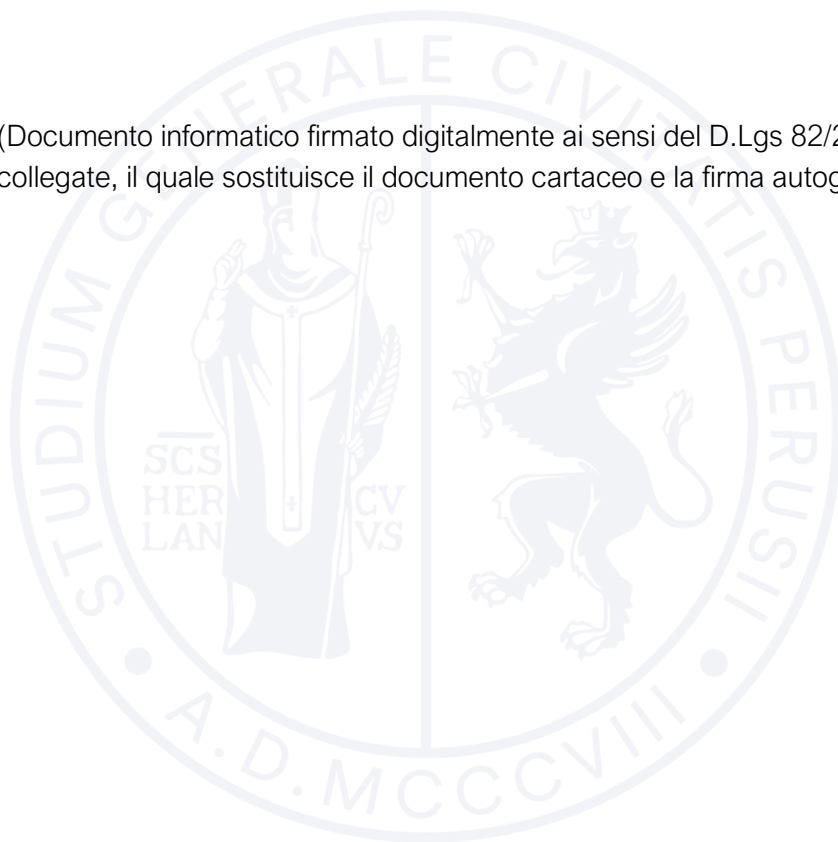 (Documento informatico firmato digitalmente ai sensi del D.Lgs 82/2
collegate, il quale sostituisce il documento cartaceo e la firma autog
STUDIUM GENERALE CIVITATIS PERUSII
SCS
HER
LAN
CV
VS
A.D. MCCCVIII